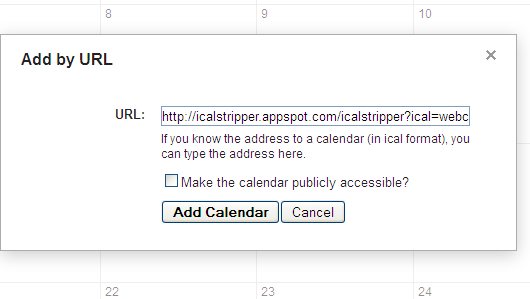 8 9 10
Add by URL
URL: http://icalstripper.appspot.com/icalstripper?ical=webc
If you know the address to a calendar (in ical format), you
can type the address here.
Make the calendar publicly accessible?
Add Calendar Cancel
22 23 24